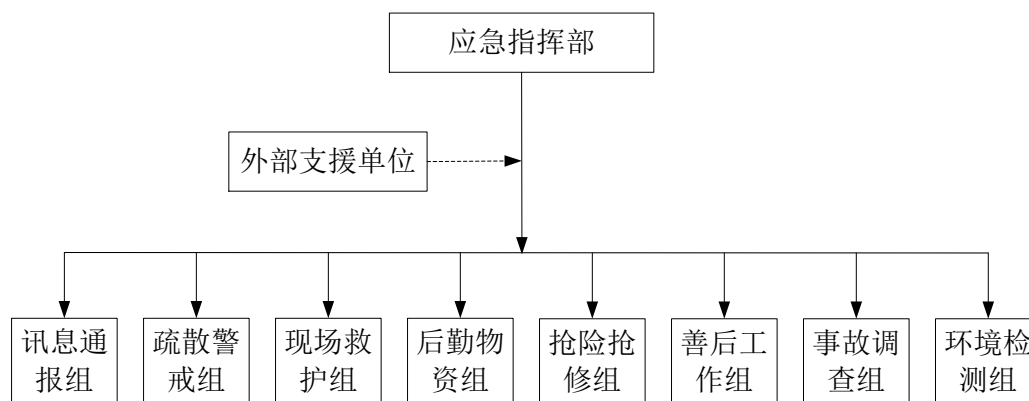 应急指挥部
外部支援单位
讯息通
报组
疏散警
戒组
现场救
护组
后勤物
资组
抢险抢
修组
善后工
作组
事故调
查组
环境检
测组